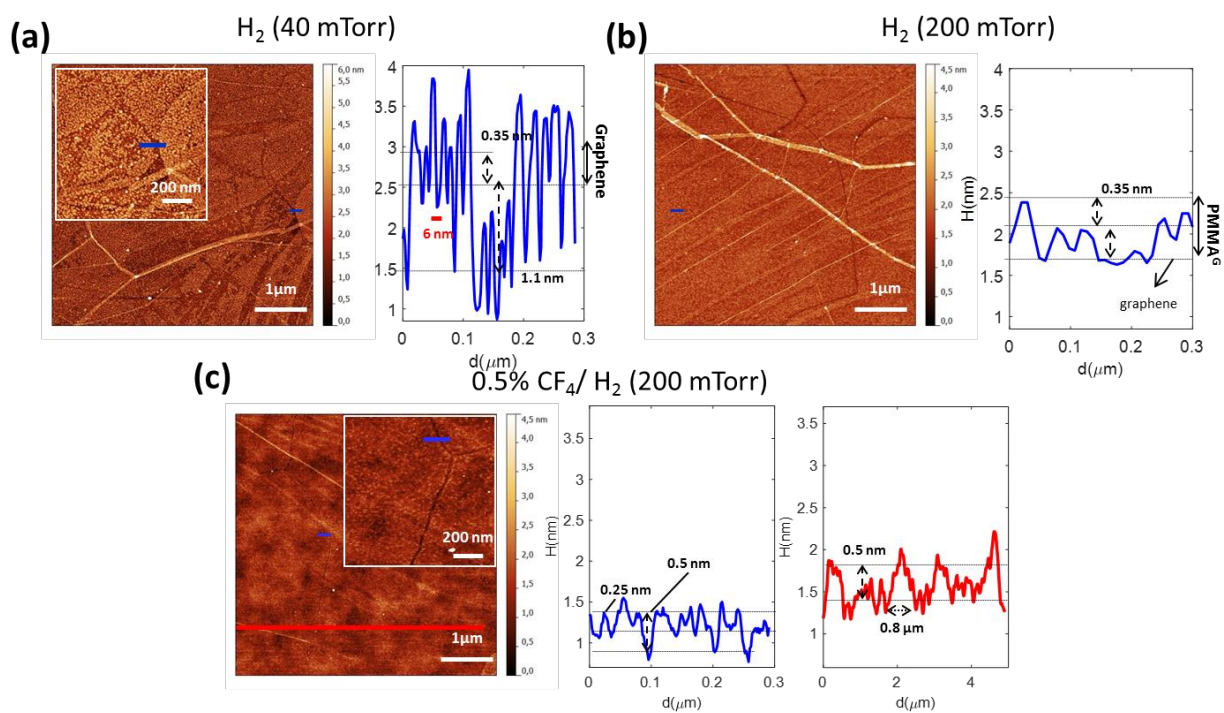 (a)
H₂ (40 mTorr)
200 nm
1µm
6,0 nm
5,5
5,0
4,5
4,0
3,5
3,0
2,5
2,0
1,5
1,0
0,5
0,0
4
3.5
3
2.5
2
1.5
1
0.35 nm
6 nm
1.1 nm
Graphene
0
0.1
0.2
0.3
d(μm)
(b)
H₂ (200 mTorr)
1µm
4,5 nm
4,0
3,5
3,0
2,5
2,0
1,5
1,0
0,5
0,0
H(nm)
4
3.5
3
2.5
2
1.5
1
0.35 nm
PMMAᴳ
graphene
0
0.1
0.2
0.3
d(μm)
(c)
0.5% CF₄/ H₂ (200 mTorr)
200 nm
1µm
4,5 nm
4,0
3,5
3,0
2,5
2,0
1,5
1,0
0,5
0,0
H(nm)
3.5
3
2.5
2
1.5
1
0.25 nm
0.5 nm
0
0.1
0.2
0.3
d(μm)
H(nm)
3.5
3
2.5
2
1.5
1
0.5 nm
0.8 µm
0
2
4
d(μm)